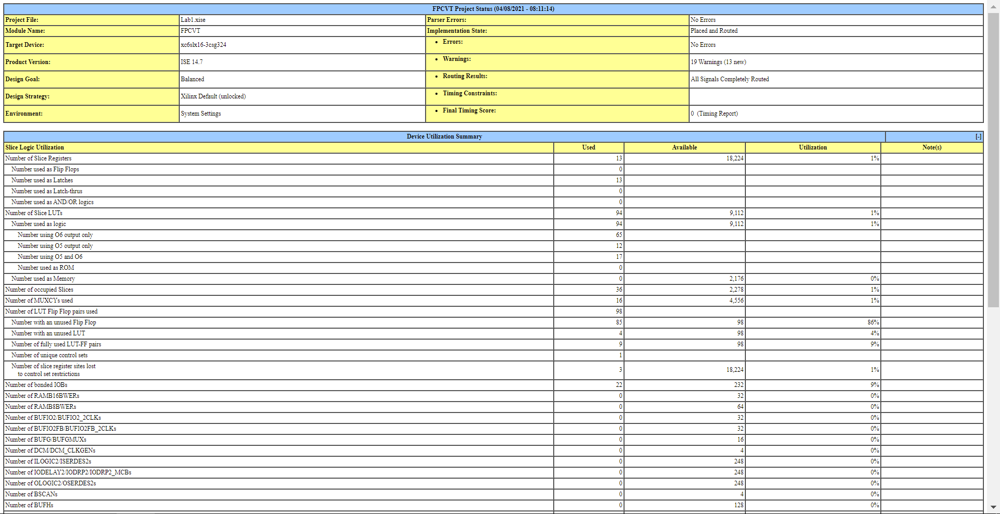 FPCVT Project Status (04/08/2021 - 08:11:14)
Project File: Lab1.xise Parser Errors: No Errors
Module Name: FPCVT Implementation State: Placed and Routed
Target Device: xc6slx16-3csg324 • Errors: No Errors
Product Version: ISE 14.7 • Warnings: 19 Warnings (13 new)
Design Goal: Balanced • Routing Results: All Signals Completely Routed
Design Strategy: Xilinx Default (unlocked) • Timing Constraints:
Environment: System Settings • Final Timing Score: 0 (Timing Report)
Device Utilization Summary [-]
Slice Logic Utilization Used Available Utilization Note(s)
Number of Slice Registers 13 18,224 1%
Number used as Flip Flops 0
Number used as Latches 13
Number used as Latch-thrus 0
Number used as AND/OR logics 0
Number of Slice LUTs 94 9,112 1%
Number used as logic 94 9,112 1%
Number using O6 output only 65
Number using O5 output only 12
Number using O5 and O6 17
Number used as ROM 0
Number used as Memory 0 2,176 0%
Number of occupied Slices 36 2,278 1%
Number of MUXCYs used 16 4,556 1%
Number of LUT Flip Flop pairs used 98
Number with an unused Flip Flop 85 98 86%
Number with an unused LUT 4 98 4%
Number of fully used LUT-FF pairs 9 98 9%
Number of unique control sets 1
Number of slice register sites lost
to control set restrictions 3 18,224 1%
Number of bonded IOBs 22 232 9%
Number of RAMB16BWERs 0 32 0%
Number of RAMB8BWERs 0 64 0%
Number of BUFIO2/BUFIO2_2CLKs 0 32 0%
Number of BUFIO2FB/BUFIO2FB_2CLKs 0 32 0%
Number of BUFG/BUFGMUXs 0 16 0%
Number of DCM/DCM_CLKGENs 0 4 0%
Number of ILOGIC2/ISERDES2s 0 248 0%
Number of IODELAY2/IODRP2/IODRP2_MCBs 0 248 0%
Number of OLOGIC2/OSERDES2s 0 248 0%
Number of BSCANs 0 4 0%
Number of BUFHs 0 128 0%